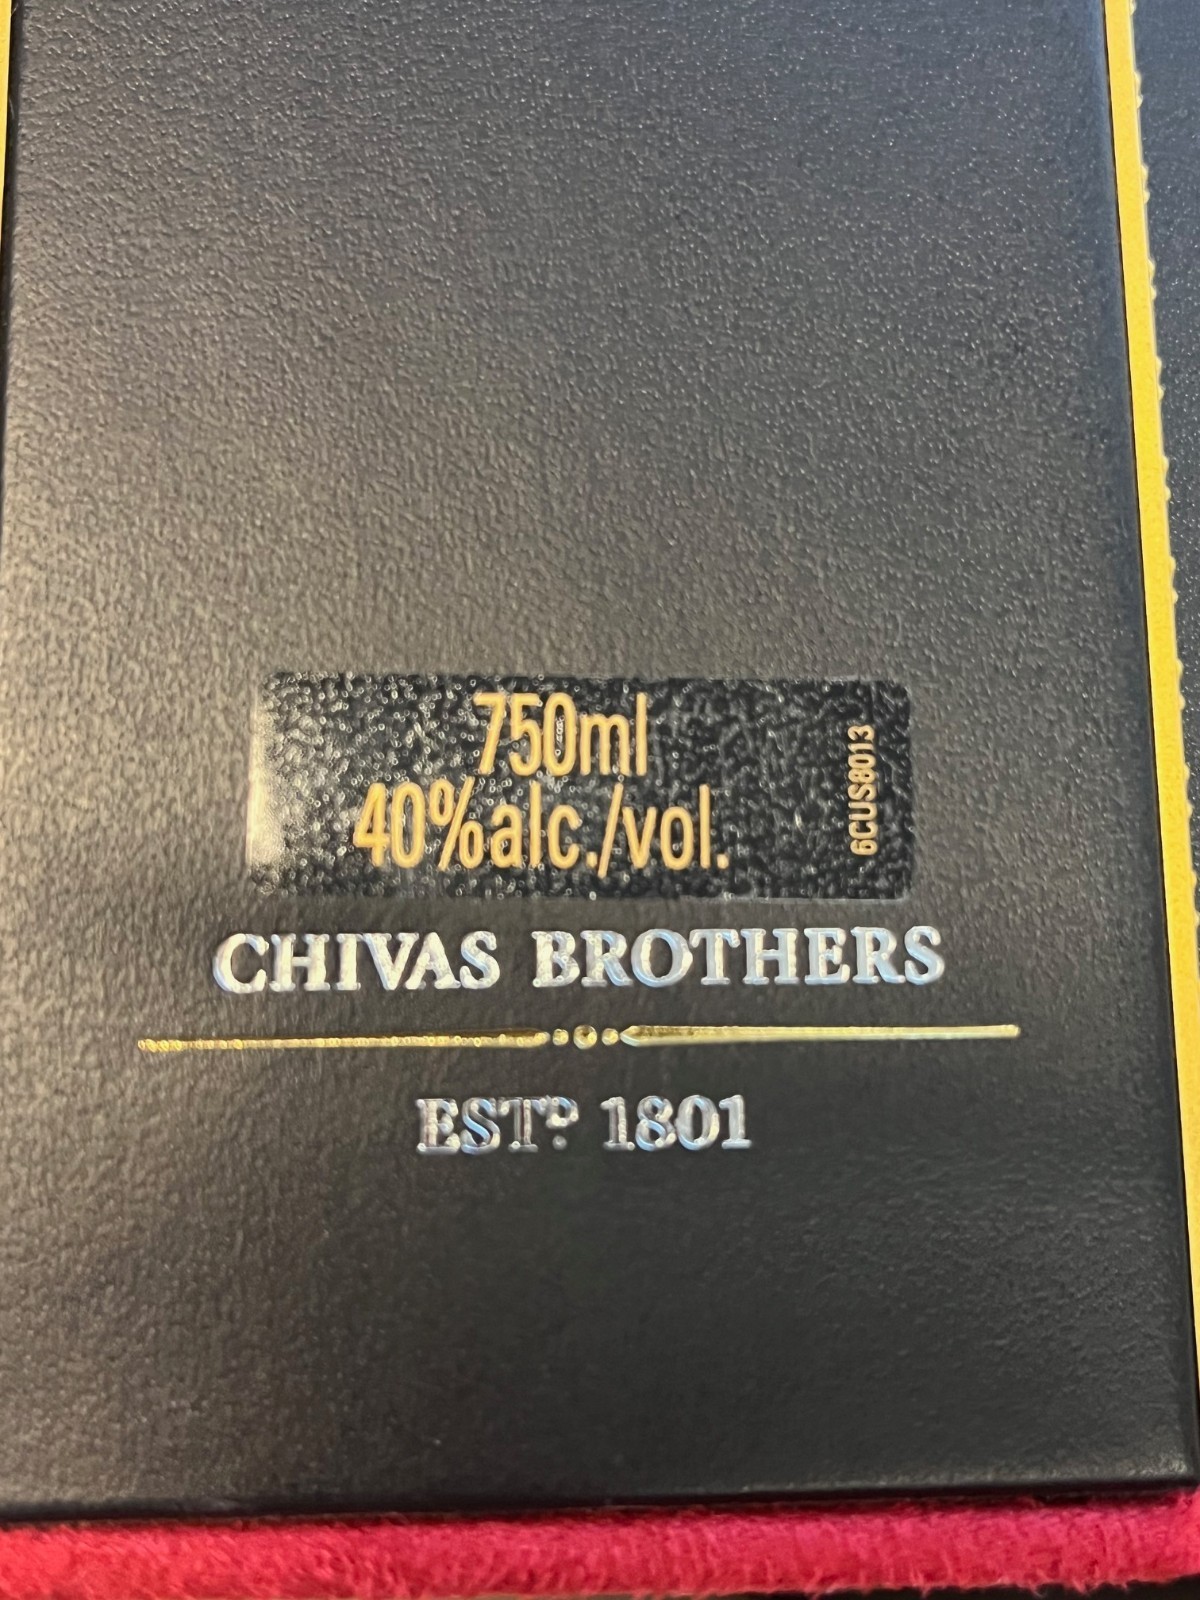 750ml
40%alc./vol.
6CUS8013
CHIVAS BROTHERS
ESTD 1801